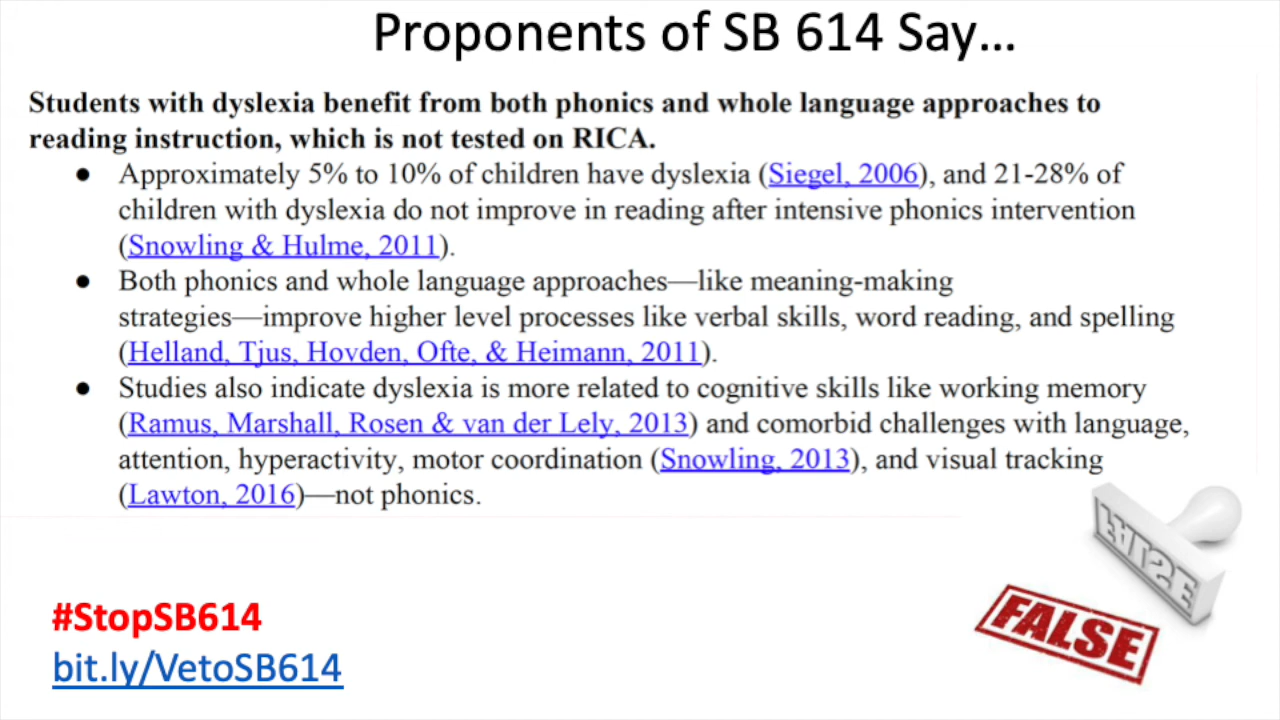 Proponents of SB 614 Say…
Students with dyslexia benefit from both phonics and whole language approaches to
reading instruction, which is not tested on RICA.
● Approximately 5% to 10% of children have dyslexia (Siegel, 2006), and 21-28% of
children with dyslexia do not improve in reading after intensive phonics intervention
(Snowling & Hulme, 2011).
● Both phonics and whole language approaches—like meaning-making
strategies—improve higher level processes like verbal skills, word reading, and spelling
(Helland, Tjus, Hovden, Ofte, & Heimann, 2011).
● Studies also indicate dyslexia is more related to cognitive skills like working memory
(Ramus, Marshall, Rosen & van der Lely, 2013) and comorbid challenges with language,
attention, hyperactivity, motor coordination (Snowling, 2013), and visual tracking
(Lawton, 2016)—not phonics.
FALSE
FALSE
#StopSB614
bit.ly/VetoSB614